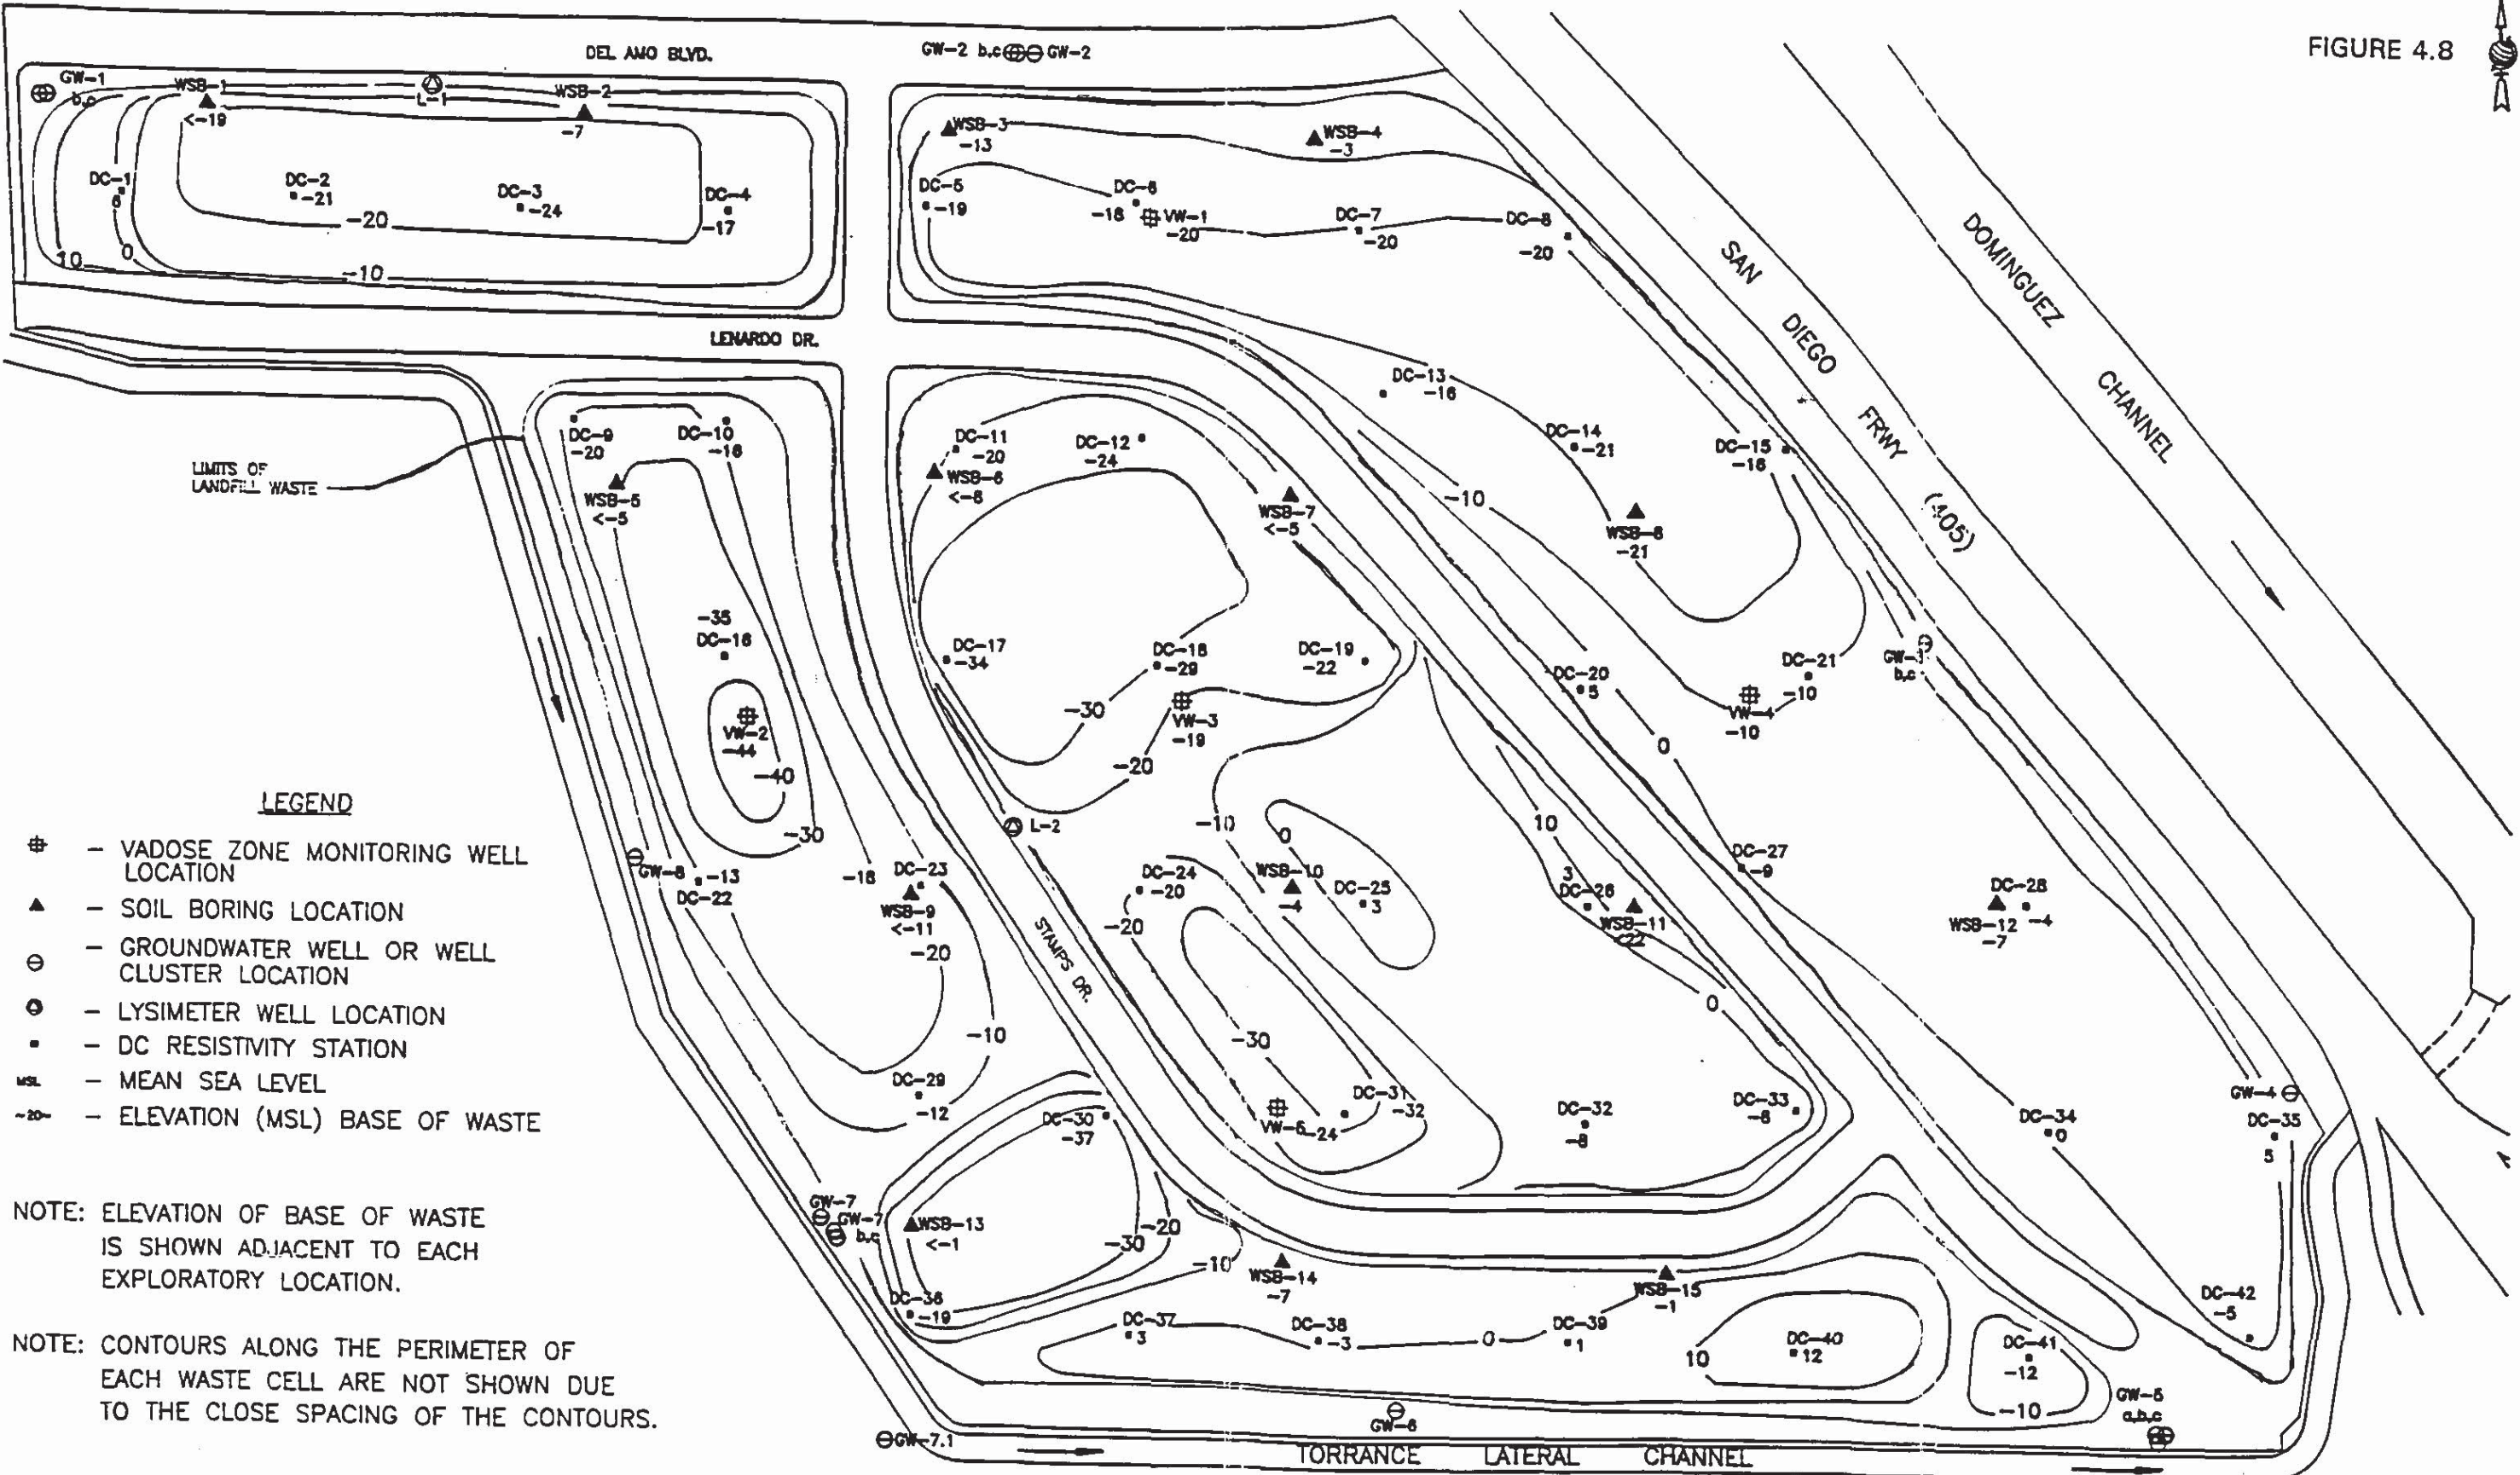 FIGURE 4.8
DEL AMO BLVD.
GW-2 b,c
GW-2
GW-1
b,c
WSB-1
<-19
L-1
WSB-2
-7
WSB-3
-13
WSB-4
-3
DC-1
6
DC-2
-21
DC-3
-24
DC-4
-17
DC-5
-19
DC-6
-18
VW-1
-20
DC-7
-20
DC-8
-20
-20
10
0
-10
LENARDO DR.
SAN DIEGO FRWY (405)
DOMINGUEZ CHANNEL
DC-13
-16
DC-9
-20
DC-10
-18
DC-11
-20
DC-12
-24
DC-14
-21
DC-15
-18
LIMITS OF
LANDFILL WASTE
WSB-5
<-5
WSB-6
<-8
WSB-7
<-5
-10
WSB-8
-21
-35
DC-16
DC-17
-34
DC-18
-29
DC-19
-22
DC-20
5
DC-21
-10
GW-3
b,c
VW-2
-44
-40
-30
VW-3
-19
-20
VW-4
-10
0
-30
L-2
-10
0
10
GW-8
-13
DC-22
-18
DC-23
WSB-9
<-11
-20
DC-24
-20
-20
WSB-10
-4
DC-25
3
3
DC-26
WSB-11
<22
DC-27
-9
DC-28
-4
WSB-12
-7
STAMPS DR.
-10
-30
0
DC-29
-12
DC-30
-37
DC-31
-32
VW-5
-24
DC-32
-8
DC-33
-8
DC-34
0
GW-4
DC-35
5
GW-7
GW-7
b,c
WSB-13
<-1
-30
-20
-10
WSB-14
-7
WSB-15
-1
DC-36
-19
DC-37
3
DC-38
-3
0
DC-39
1
10
DC-40
12
DC-41
-12
-10
DC-42
-5
GW-5
a,b,c
GW-6
GW-7.1
TORRANCE LATERAL CHANNEL
LEGEND
– VADOSE ZONE MONITORING WELL
LOCATION
– SOIL BORING LOCATION
– GROUNDWATER WELL OR WELL
CLUSTER LOCATION
– LYSIMETER WELL LOCATION
– DC RESISTIVITY STATION
MSL – MEAN SEA LEVEL
~20~ – ELEVATION (MSL) BASE OF WASTE
NOTE: ELEVATION OF BASE OF WASTE
IS SHOWN ADJACENT TO EACH
EXPLORATORY LOCATION.
NOTE: CONTOURS ALONG THE PERIMETER OF
EACH WASTE CELL ARE NOT SHOWN DUE
TO THE CLOSE SPACING OF THE CONTOURS.